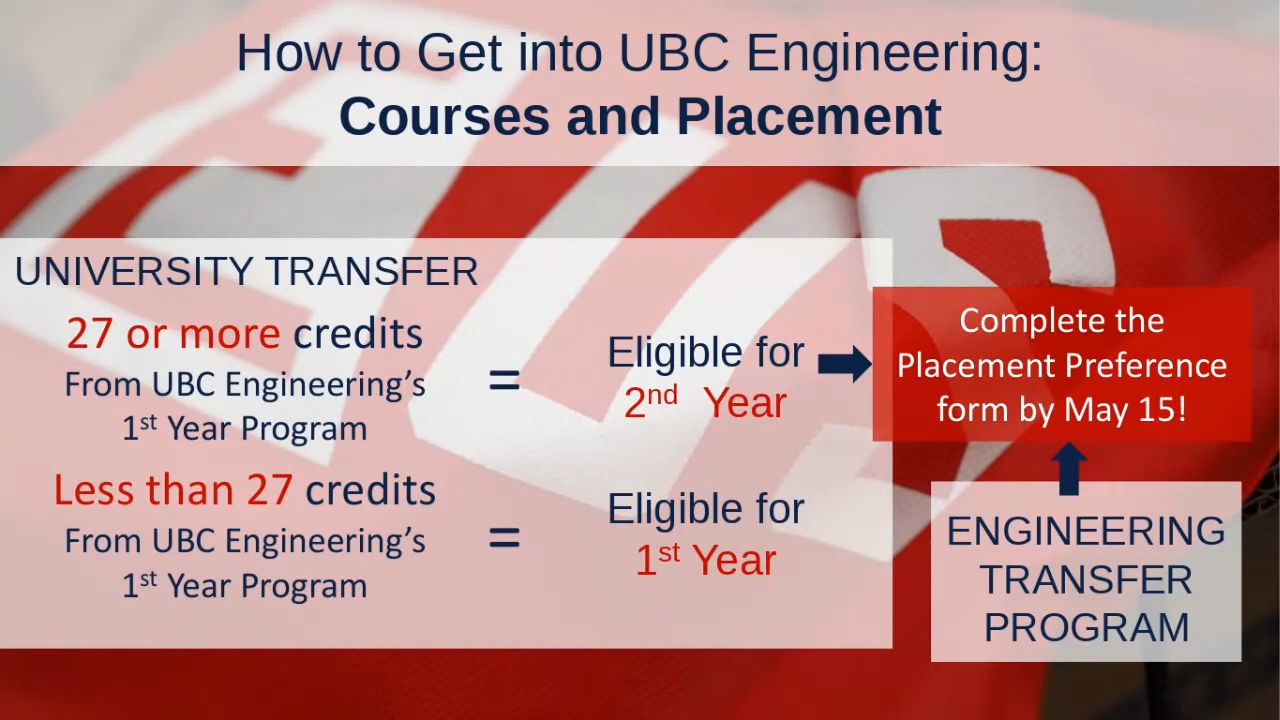 How to Get into UBC Engineering:
Courses and Placement
UNIVERSITY TRANSFER
27 or more credits
From UBC Engineering’s
1st Year Program
=
Eligible for
2nd Year
Complete the
Placement Preference
form by May 15!
Less than 27 credits
From UBC Engineering’s
1st Year Program
=
Eligible for
1st Year
ENGINEERING
TRANSFER
PROGRAM
EUS